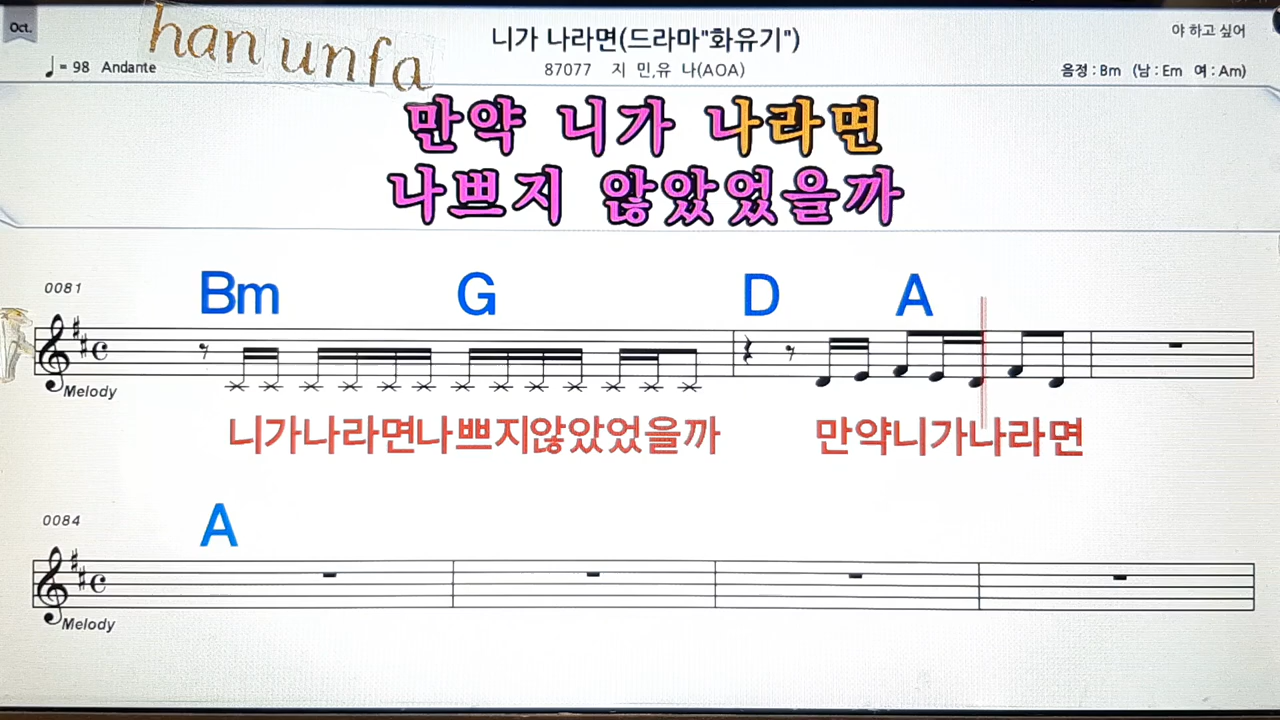 Oct.
han unfa
니가 나라면(드라마"화유기")
야 하고 싶어
♩= 98 Andante
87077 지 민,유 나(AOA)
음정 : Bm (남 : Em 여 : Am)
만약 니가 나라면
나쁘지 않았었을까
0081
Bm G D A
Melody
니가나라면나쁘지않았었을까 만약니가나라면
0084
A
Melody